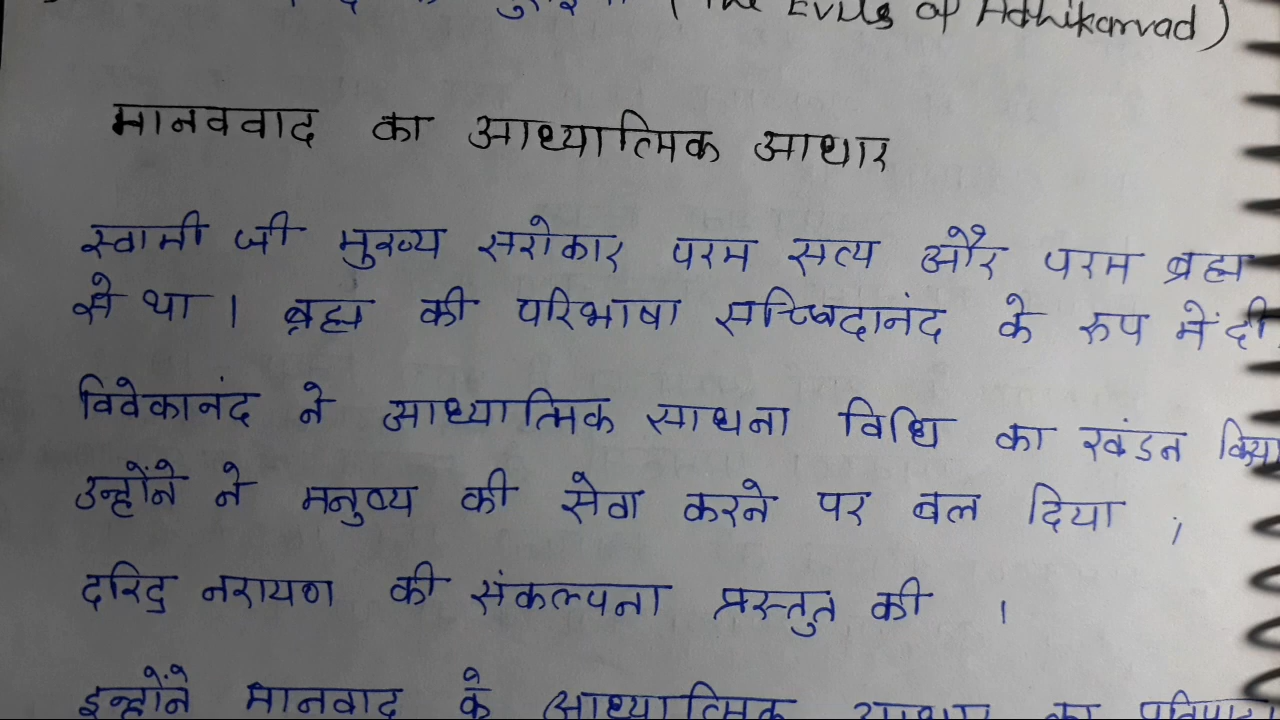 (The Evils of Adhikarvad)
मानववाद का आध्यात्मिक आधार
स्वामी जी मुख्य सरोकार परम सत्य और परम ब्रह्म
से था । ब्रह्म की परिभाषा सच्चिदानंद के रूप में दी
विवेकानंद ने आध्यात्मिक साधना विधि का खंडन किया
उन्होंने ने मनुष्य की सेवा करने पर बल दिया ।
दरिद्र नरायण की संकल्पना प्रस्तुत की ।
इन्होंने मानवाद के आध्यात्मिक आधार का